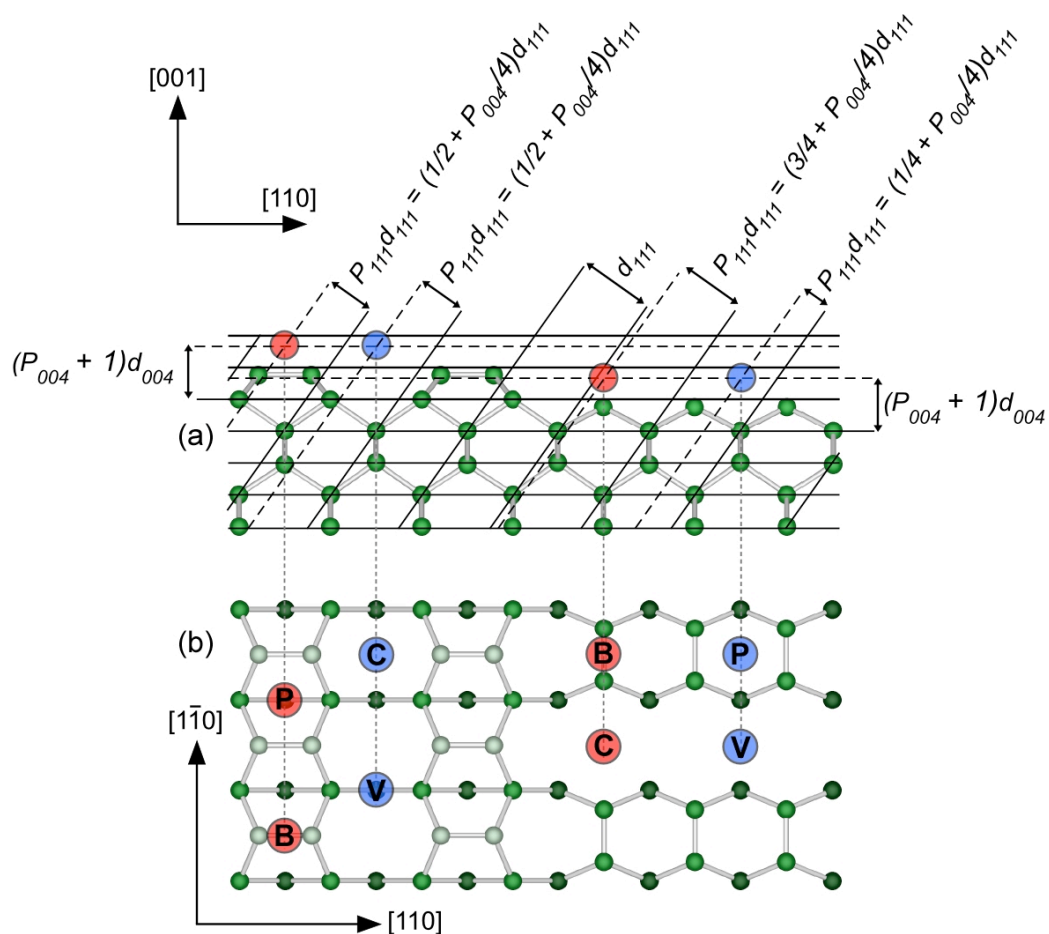 [001]
[110]
P₁₁₁d₁₁₁ = (1/2 + P₀₀₄/4)d₁₁₁
P₁₁₁d₁₁₁ = (1/2 + P₀₀₄/4)d₁₁₁
d₁₁₁
P₁₁₁d₁₁₁ = (3/4 + P₀₀₄/4)d₁₁₁
P₁₁₁d₁₁₁ = (1/4 + P₀₀₄/4)d₁₁₁
(P₀₀₄ + 1)d₀₀₄
(P₀₀₄ + 1)d₀₀₄
(a)
(b)
C
B
P
P
C
V
V
B
[11̄0]
[110]